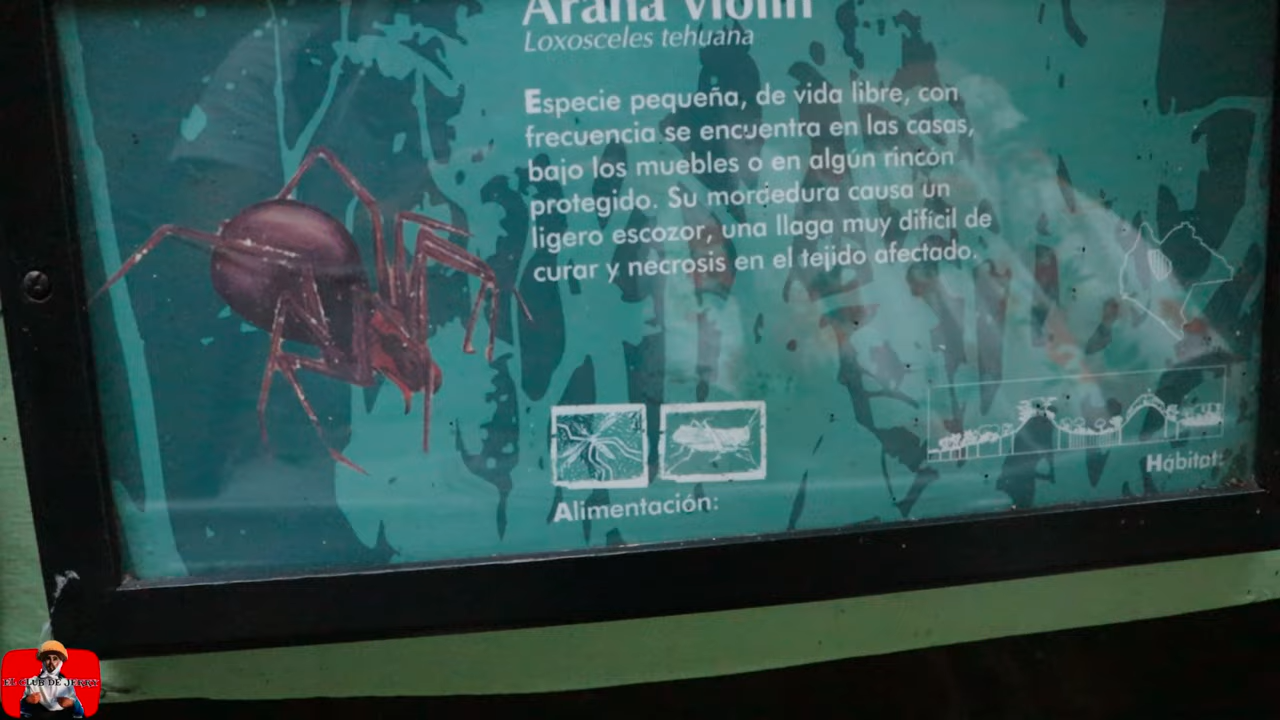 Araña violín
Loxosceles tehuana
Especie pequeña, de vida libre, con
frecuencia se encuentra en las casas,
bajo los muebles o en algún rincón
protegido. Su mordedura causa un
ligero escozor, una llaga muy difícil de
curar y necrosis en el tejido afectado.
Alimentación:
Hábitat:
EL CLUB DE JERRY